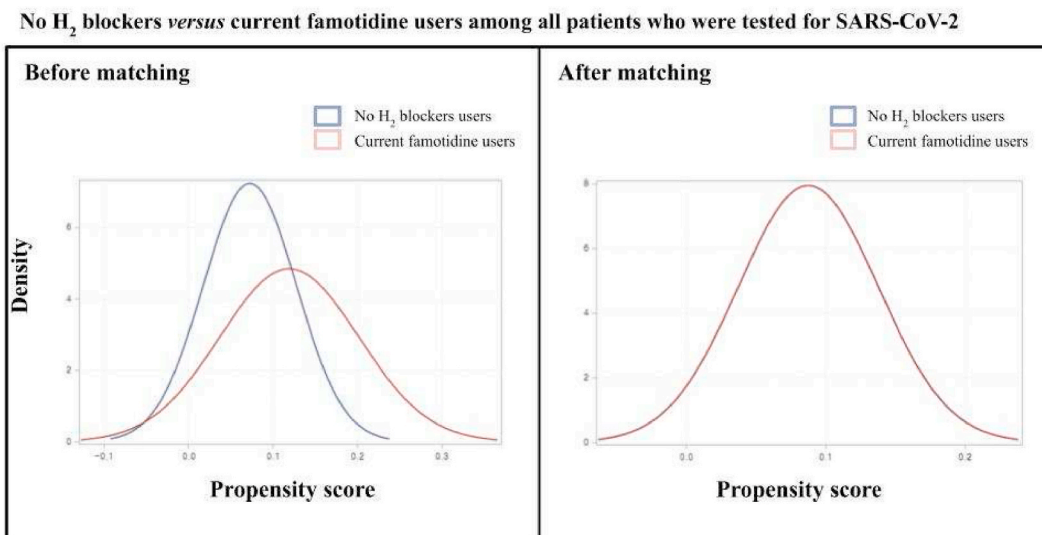 No H₂ blockers versus current famotidine users among all patients who were tested for SARS-CoV-2
Before matching
No H₂ blockers users
Current famotidine users
Density
6
4
2
0
−0.1
0.0
0.1
0.2
0.3
Propensity score
After matching
No H₂ blockers users
Current famotidine users
8
6
4
2
0
0.0
0.1
0.2
Propensity score